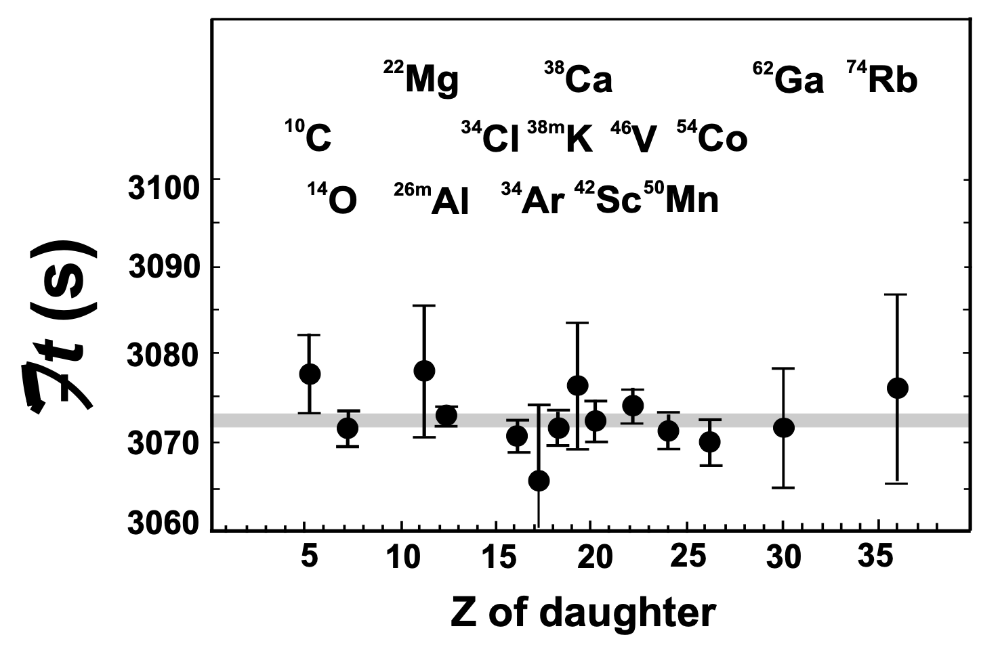 ²²Mg ³⁸Ca ⁶²Ga ⁷⁴Rb
¹⁰C ³⁴Cl ³⁸ᵐK ⁴⁶V ⁵⁴Co
¹⁴O ²⁶ᵐAl ³⁴Ar ⁴²Sc ⁵⁰Mn
3100
3090
3080
3070
3060
ℱt (s)
5 10 15 20 25 30 35
Z of daughter